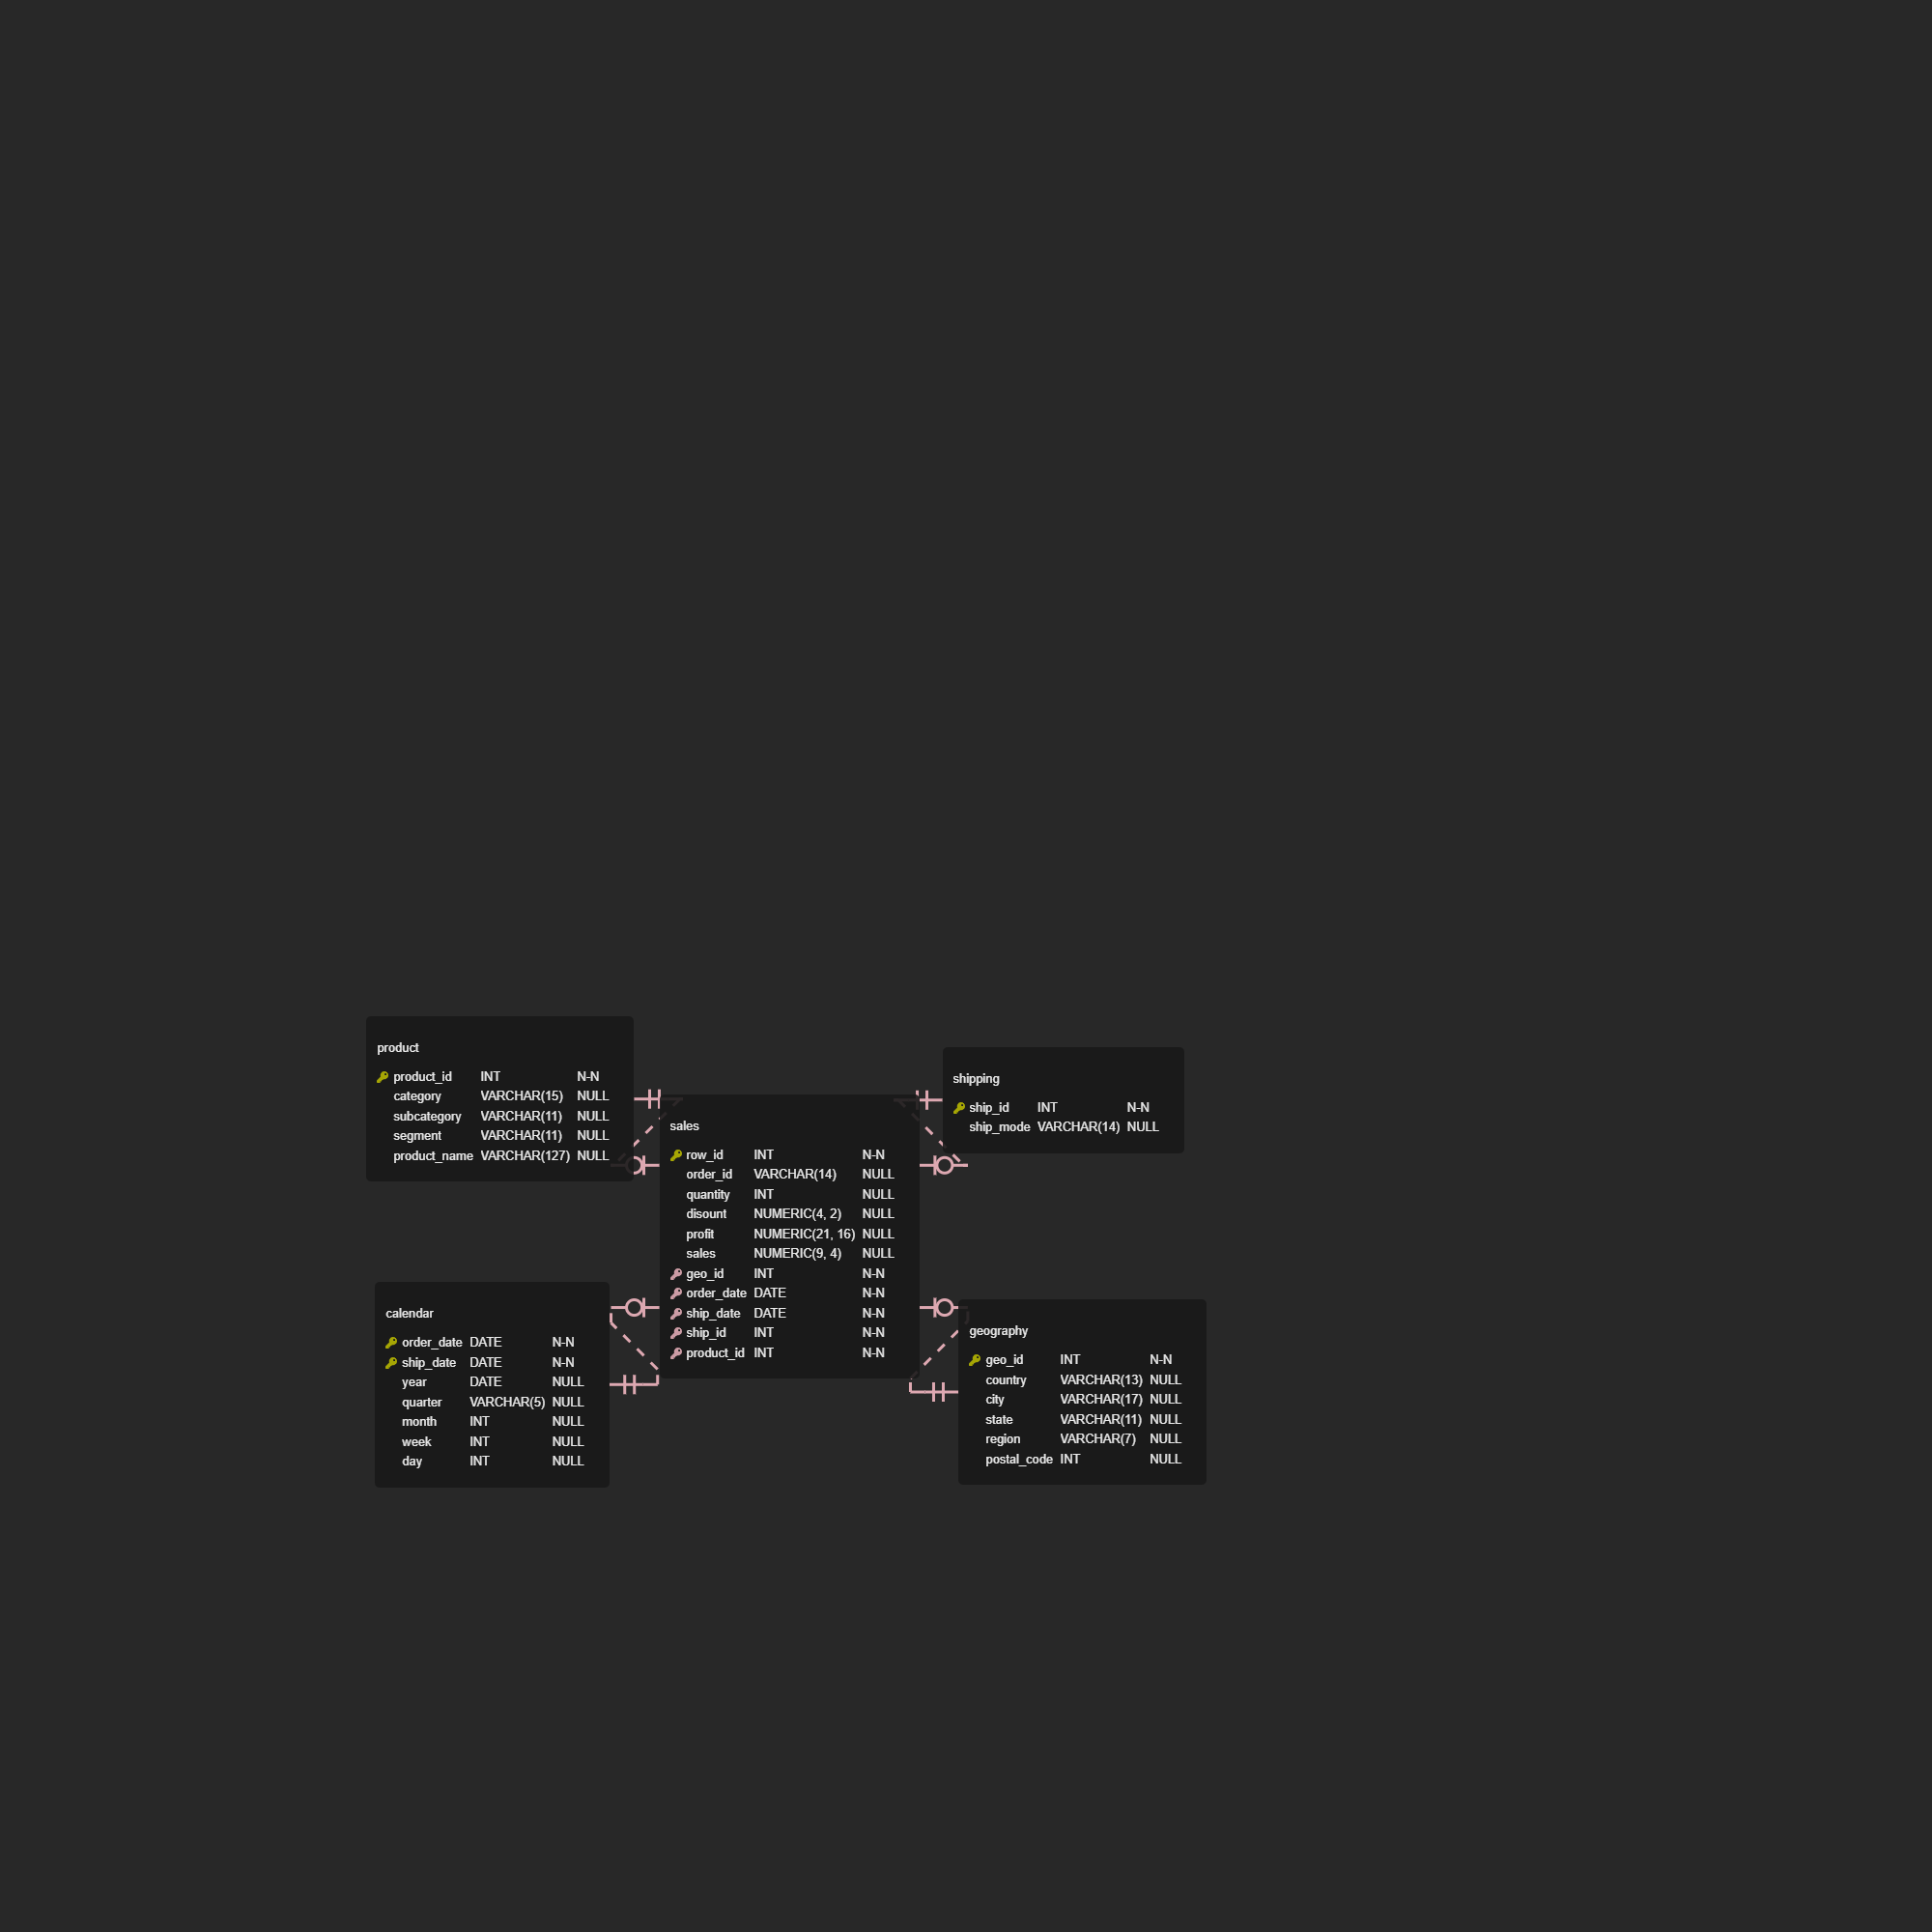 product
product_id INT N-N
category VARCHAR(15) NULL
subcategory VARCHAR(11) NULL
segment VARCHAR(11) NULL
product_name VARCHAR(127) NULL
shipping
ship_id INT N-N
ship_mode VARCHAR(14) NULL
sales
row_id INT N-N
order_id VARCHAR(14) NULL
quantity INT NULL
disount NUMERIC(4, 2) NULL
profit NUMERIC(21, 16) NULL
sales NUMERIC(9, 4) NULL
geo_id INT N-N
order_date DATE N-N
ship_date DATE N-N
ship_id INT N-N
product_id INT N-N
calendar
order_date DATE N-N
ship_date DATE N-N
year DATE NULL
quarter VARCHAR(5) NULL
month INT NULL
week INT NULL
day INT NULL
geography
geo_id INT N-N
country VARCHAR(13) NULL
city VARCHAR(17) NULL
state VARCHAR(11) NULL
region VARCHAR(7) NULL
postal_code INT NULL